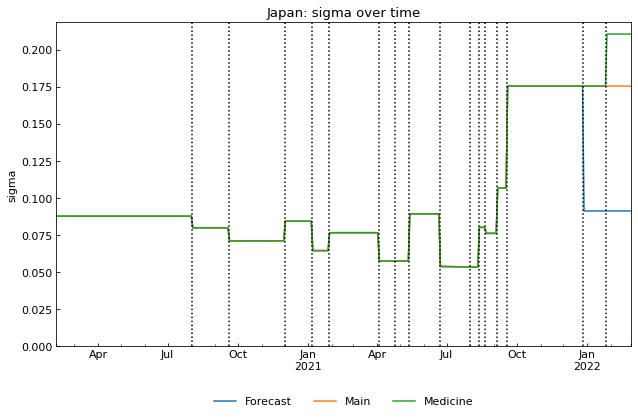 Japan: sigma over time
sigma
0.200
0.175
0.150
0.125
0.100
0.075
0.050
0.025
0.000
Apr Jul Oct Jan Apr Jul Oct Jan
2021 2022
Forecast Main Medicine